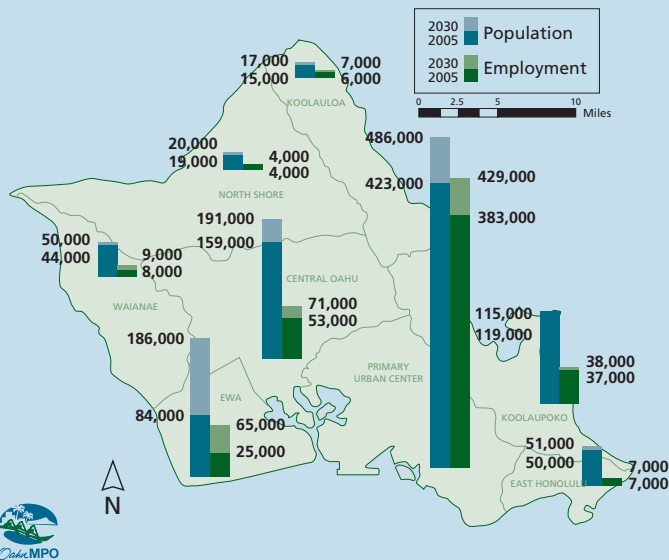 2030
2005
Population
2030
2005
Employment
0 2.5 5 10
Miles
17,000
15,000
7,000
6,000
KOOLAULOA
20,000
19,000
4,000
4,000
NORTH SHORE
486,000
423,000
429,000
383,000
191,000
159,000
71,000
53,000
CENTRAL OAHU
50,000
44,000
9,000
8,000
WAIANAE
186,000
84,000
65,000
25,000
EWA
PRIMARY
URBAN CENTER
115,000
119,000
38,000
37,000
KOOLAUPOKO
51,000
50,000
7,000
7,000
EAST HONOLULU
N
OahuMPO